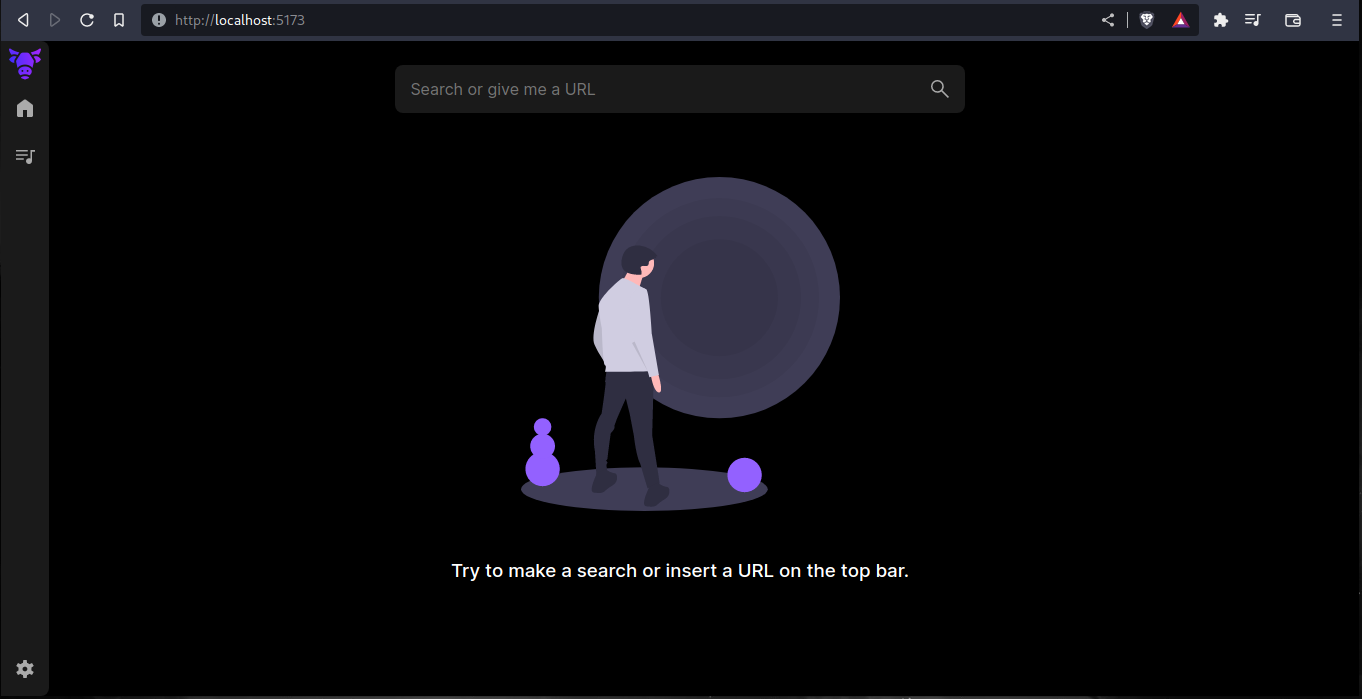 http://localhost:5173
Search or give me a URL
Try to make a search or insert a URL on the top bar.